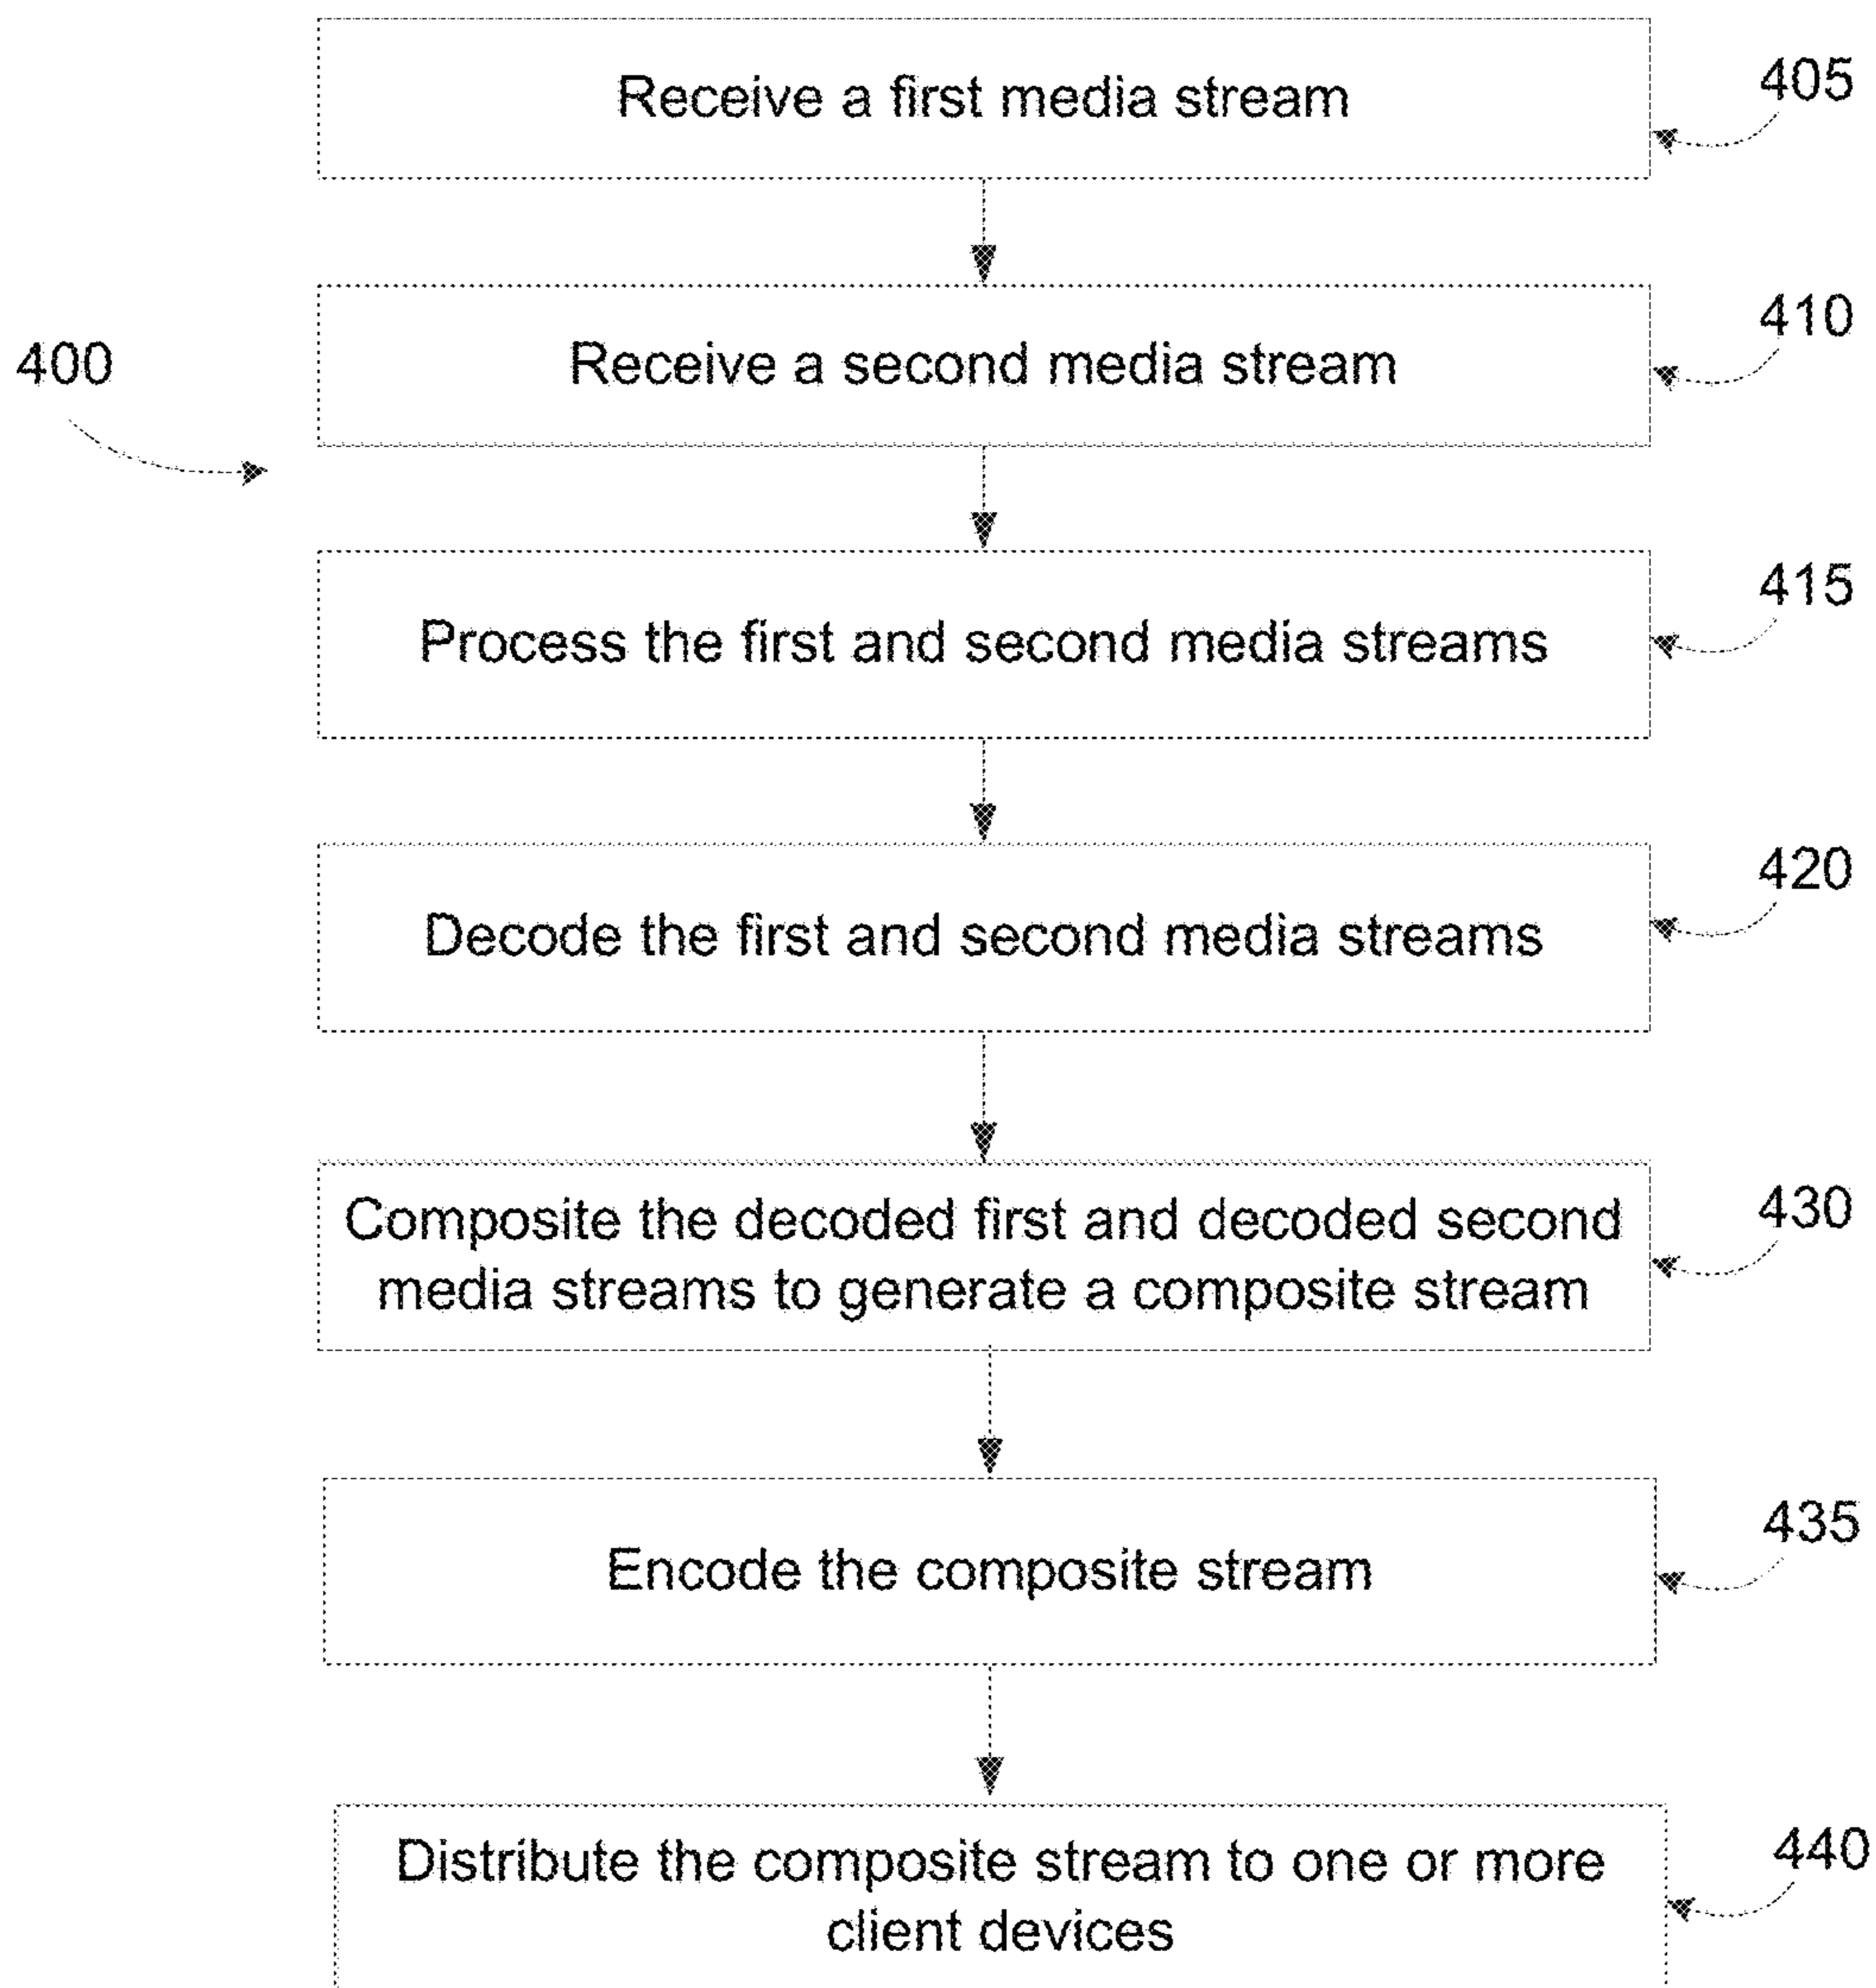 Receive a first media stream
405
Receive a second media stream
410
400
Process the first and second media streams
415
Decode the first and second media streams
420
Composite the decoded first and decoded second
media streams to generate a composite stream
430
Encode the composite stream
435
Distribute the composite stream to one or more
client devices
440